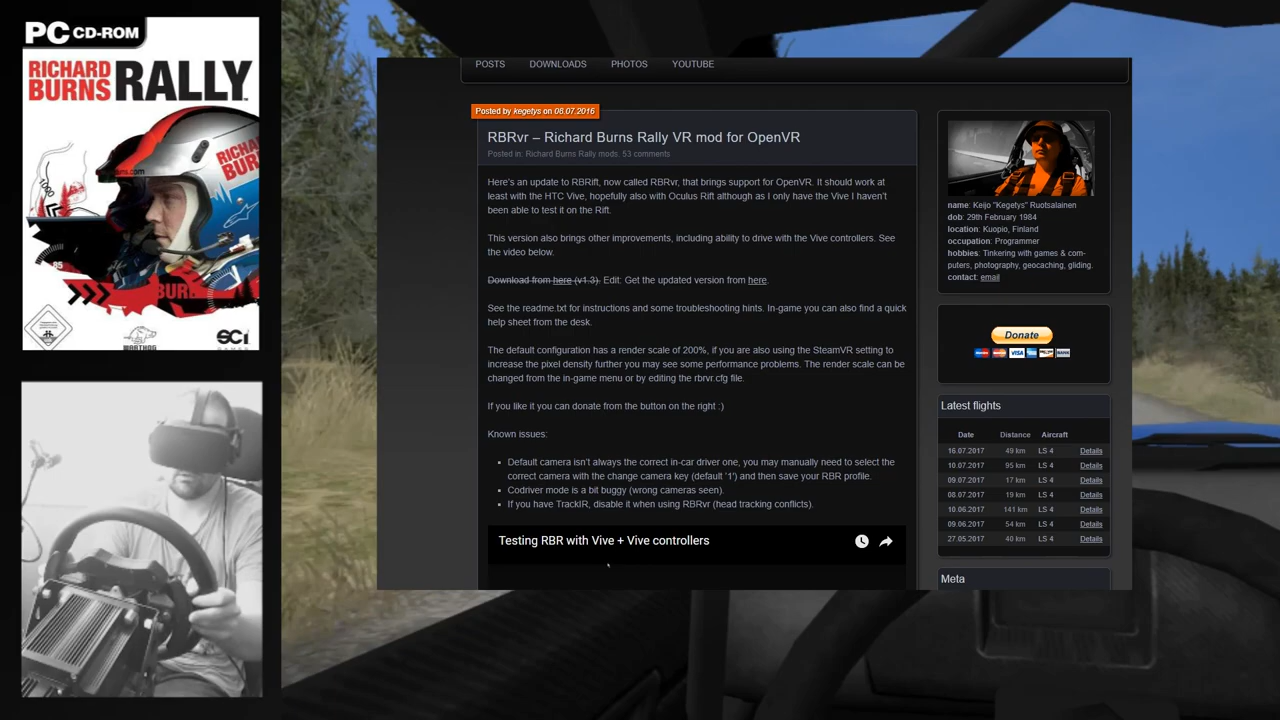 PC CD-ROM
RICHARD
BURNS RALLY
RICHARD
BUR
1000
85
BURN
WARTHOG
SCi
GAMES
POSTS DOWNLOADS PHOTOS YOUTUBE
Posted by kegetys on 08.07.2016
RBRvr – Richard Burns Rally VR mod for OpenVR
Posted in: Richard Burns Rally mods. 53 comments
Here's an update to RBRift, now called RBRvr, that brings support for OpenVR. It should work at
least with the HTC Vive, hopefully also with Oculus Rift although as I only have the Vive I haven't
been able to test it on the Rift.
This version also brings other improvements, including ability to drive with the Vive controllers. See
the video below.
Download from here (v1.3). Edit: Get the updated version from here.
See the readme.txt for instructions and some troubleshooting hints. In-game you can also find a quick
help sheet from the desk.
The default configuration has a render scale of 200%, if you are also using the SteamVR setting to
increase the pixel density further you may see some performance problems. The render scale can be
changed from the in-game menu or by editing the rbrvr.cfg file.
If you like it you can donate from the button on the right :)
Known issues:
Default camera isn't always the correct in-car driver one, you may manually need to select the
correct camera with the change camera key (default '1') and then save your RBR profile.
Codriver mode is a bit buggy (wrong cameras seen).
If you have TrackIR, disable it when using RBRvr (head tracking conflicts).
Testing RBR with Vive + Vive controllers
name: Keijo "Kegetys" Ruotsalainen
dob: 29th February 1984
location: Kuopio, Finland
occupation: Programmer
hobbies: Tinkering with games & com-
puters, photography, geocaching, gliding.
contact: email
Donate
VISA
BANK
Latest flights
Date Distance Aircraft
16.07.2017 49 km LS 4 Details
10.07.2017 95 km LS 4 Details
09.07.2017 17 km LS 4 Details
08.07.2017 19 km LS 4 Details
10.06.2017 141 km LS 4 Details
09.06.2017 54 km LS 4 Details
27.05.2017 40 km LS 4 Details
Meta